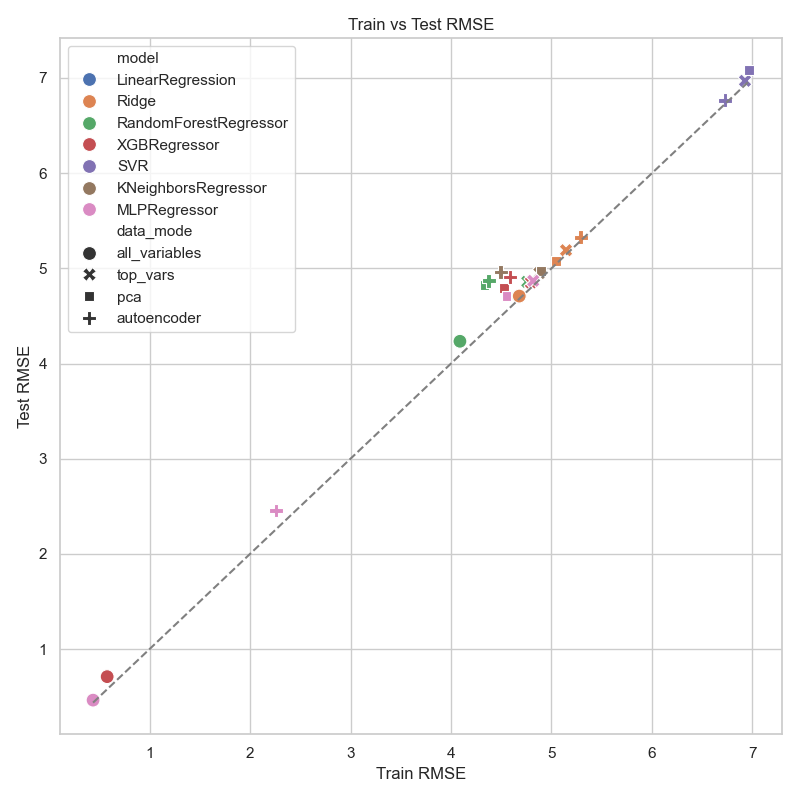 Train vs Test RMSE
model
LinearRegression
Ridge
RandomForestRegressor
XGBRegressor
SVR
KNeighborsRegressor
MLPRegressor
data_mode
all_variables
top_vars
pca
autoencoder
7
6
5
4
3
2
1
Test RMSE
1 2 3 4 5 6 7
Train RMSE